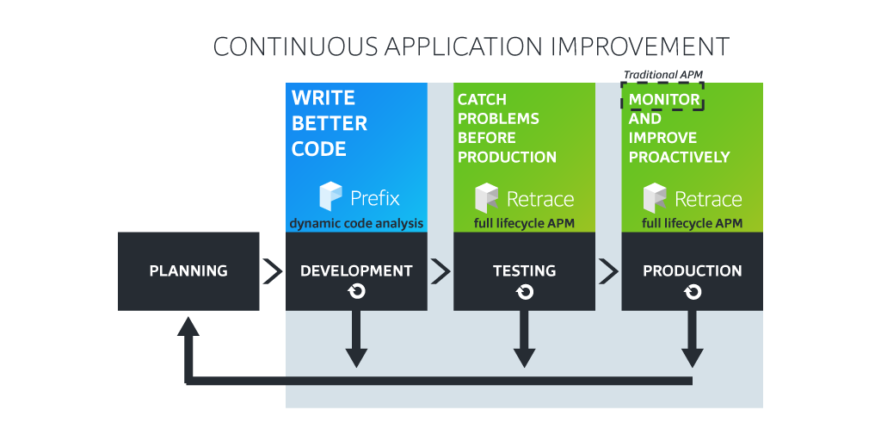 CONTINUOUS APPLICATION IMPROVEMENT
Traditional APM
WRITE
BETTER
CODE
Prefix
dynamic code analysis
CATCH
PROBLEMS
BEFORE
PRODUCTION
Retrace
full lifecycle APM
MONITOR
AND
IMPROVE
PROACTIVELY
Retrace
full lifecycle APM
PLANNING
DEVELOPMENT
TESTING
PRODUCTION